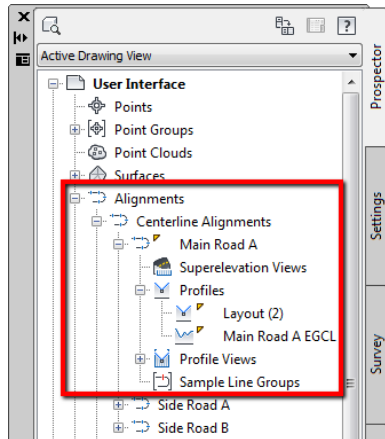 Active Drawing View
User Interface
Points
Point Groups
Point Clouds
Surfaces
Alignments
Centerline Alignments
Main Road A
Superelevation Views
Profiles
Layout (2)
Main Road A EGCL
Profile Views
Sample Line Groups
Side Road A
Side Road B
Prospector
Settings
Survey